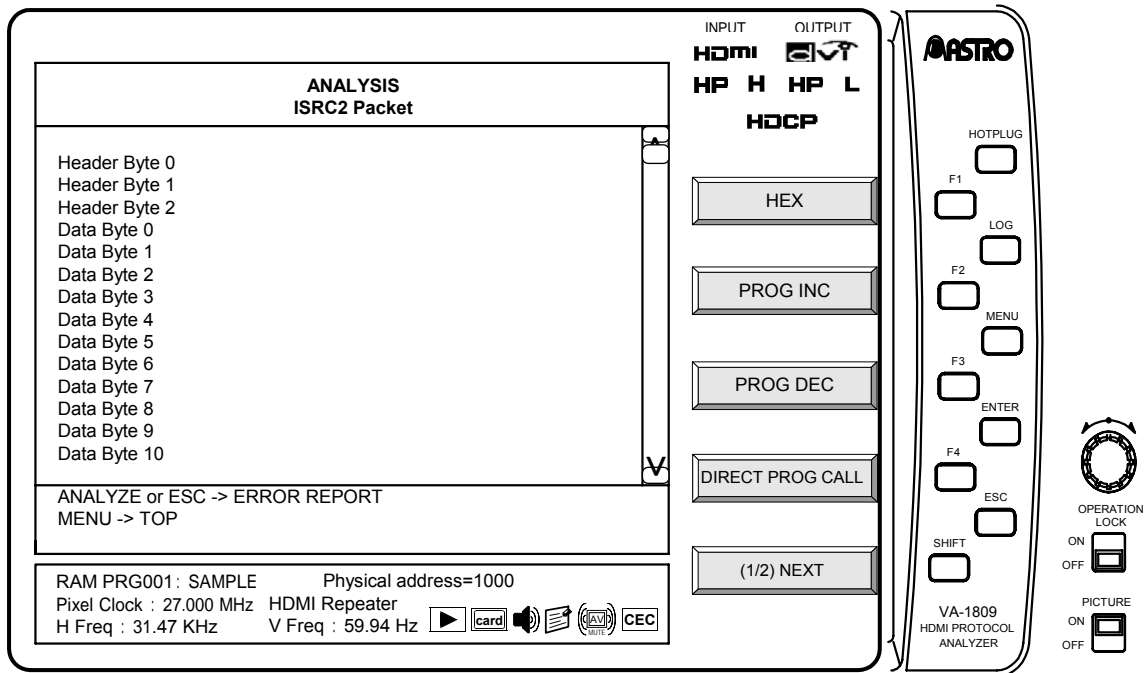 ANALYSIS
ISRC2 Packet
Header Byte 0
Header Byte 1
Header Byte 2
Data Byte 0
Data Byte 1
Data Byte 2
Data Byte 3
Data Byte 4
Data Byte 5
Data Byte 6
Data Byte 7
Data Byte 8
Data Byte 9
Data Byte 10
ANALYZE or ESC -> ERROR REPORT
MENU -> TOP
RAM PRG001 : SAMPLE Physical address=1000
Pixel Clock : 27.000 MHz HDMI Repeater
H Freq : 31.47 KHz V Freq : 59.94 Hz
card
AV
MUTE
CEC
INPUT OUTPUT
HDMI DVI
HP H HP L
HDCP
HEX
PROG INC
PROG DEC
DIRECT PROG CALL
(1/2) NEXT
ASTRO
HOTPLUG
F1
LOG
F2
MENU
F3
ENTER
F4
ESC
SHIFT
VA-1809
HDMI PROTOCOL
ANALYZER
OPERATION
LOCK
ON
OFF
PICTURE
ON
OFF